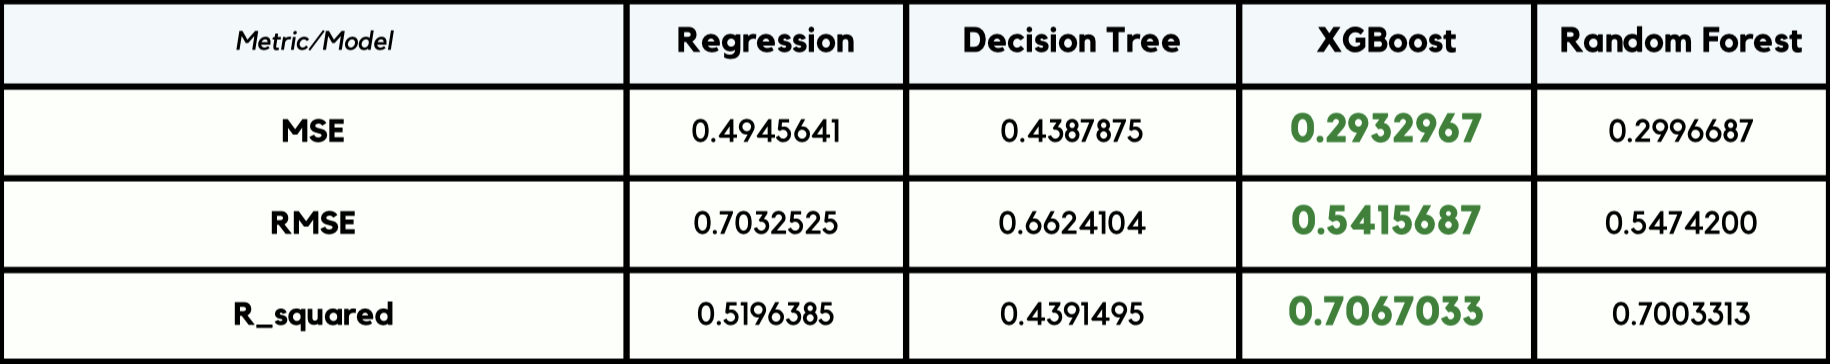 Metric/Model Regression Decision Tree XGBoost Random Forest
MSE 0.4945641 0.4387875 0.2932967 0.2996687
RMSE 0.7032525 0.6624104 0.5415687 0.5474200
R_squared 0.5196385 0.4391495 0.7067033 0.7003313